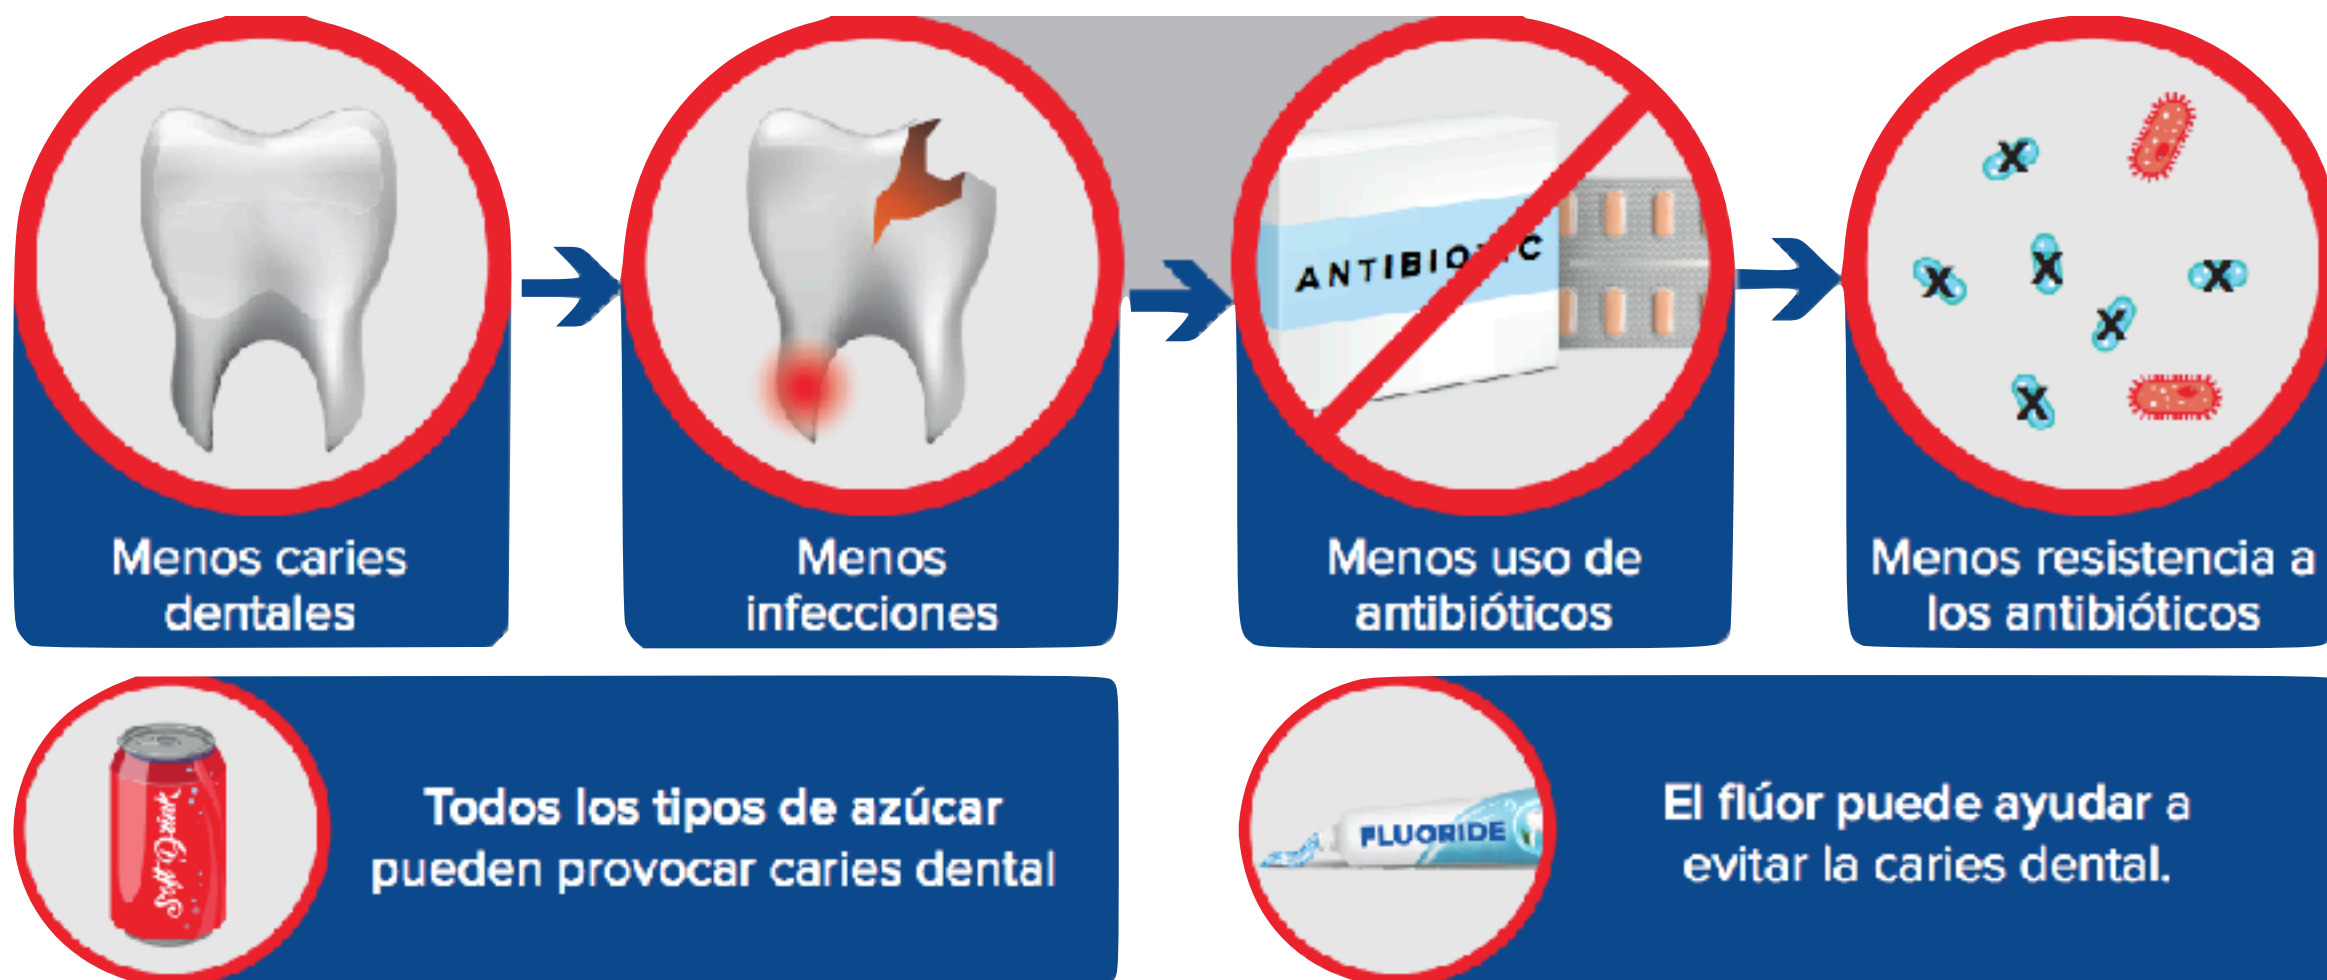 ANTIBIOTIC
Menos caries
dentales
Menos
infecciones
Menos uso de
antibióticos
Menos resistencia a
los antibióticos
Todos los tipos de azúcar
pueden provocar caries dental
FLUORIDE
El flúor puede ayudar a
evitar la caries dental.